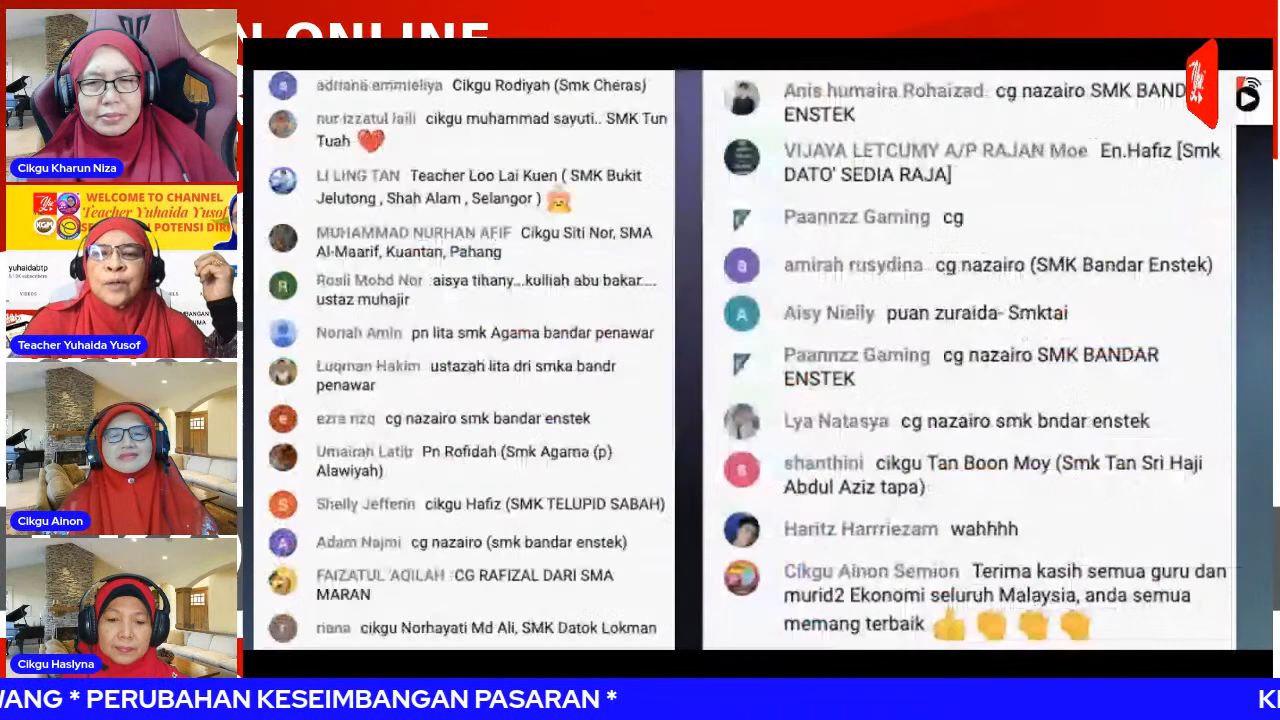 N ONLINE
Cikgu Kharun Niza
WELCOME TO CHANNEL
Teacher Yuhaida Yusof
POTENSI DIRI
yuhaidabtp
VIDEOS
Teacher Yuhaida Yusof
Cikgu Ainon
Cikgu Haslyna
adriana emmieliya Cikgu Rodiyah (Smk Cheras)
nur izzatul laili cikgu muhammad sayuti.. SMK Tun
Tuah ❤️
LI LING TAN Teacher Loo Lai Kuen ( SMK Bukit
Jelutong , Shah Alam , Selangor )
MUHAMMAD NURHAN AFIF Cikgu Siti Nor, SMA
Al-Maarif, Kuantan, Pahang
Rosli Mohd Nor aisya tihany...kulliah abu bakar.....
ustaz muhajir
Noriah Amin pn lita smk Agama bandar penawar
Luqman Hakim ustazah lita dri smka bandr
penawar
ezra rizq cg nazairo smk bandar enstek
Umairah Latib Pn Rofidah (Smk Agama (p)
Alawiyah)
Shelly Jefferin cikgu Hafiz (SMK TELUPID SABAH)
Adam Najmi cg nazairo (smk bandar enstek)
FAIZATUL 'AQILAH CG RAFIZAL DARI SMA
MARAN
riana cikgu Norhayati Md Ali, SMK Datok Lokman
Anis humaira Rohaizad cg nazairo SMK BAND
ENSTEK
VIJAYA LETCUMY A/P RAJAN Moe En.Hafiz [Smk
DATO' SEDIA RAJA]
Paannzz Gaming cg
amirah rusydina cg nazairo (SMK Bandar Enstek)
Aisy Nielly puan zuraida- Smktai
Paannzz Gaming cg nazairo SMK BANDAR
ENSTEK
Lya Natasya cg nazairo smk bndar enstek
shanthini cikgu Tan Boon Moy (Smk Tan Sri Haji
Abdul Aziz tapa)
Haritz Harrriezam wahhhh
Cikgu Ainon Semion Terima kasih semua guru dan
murid2 Ekonomi seluruh Malaysia, anda semua
memang terbaik 👍👏👏👏
WANG * PERUBAHAN KESEIMBANGAN PASARAN *